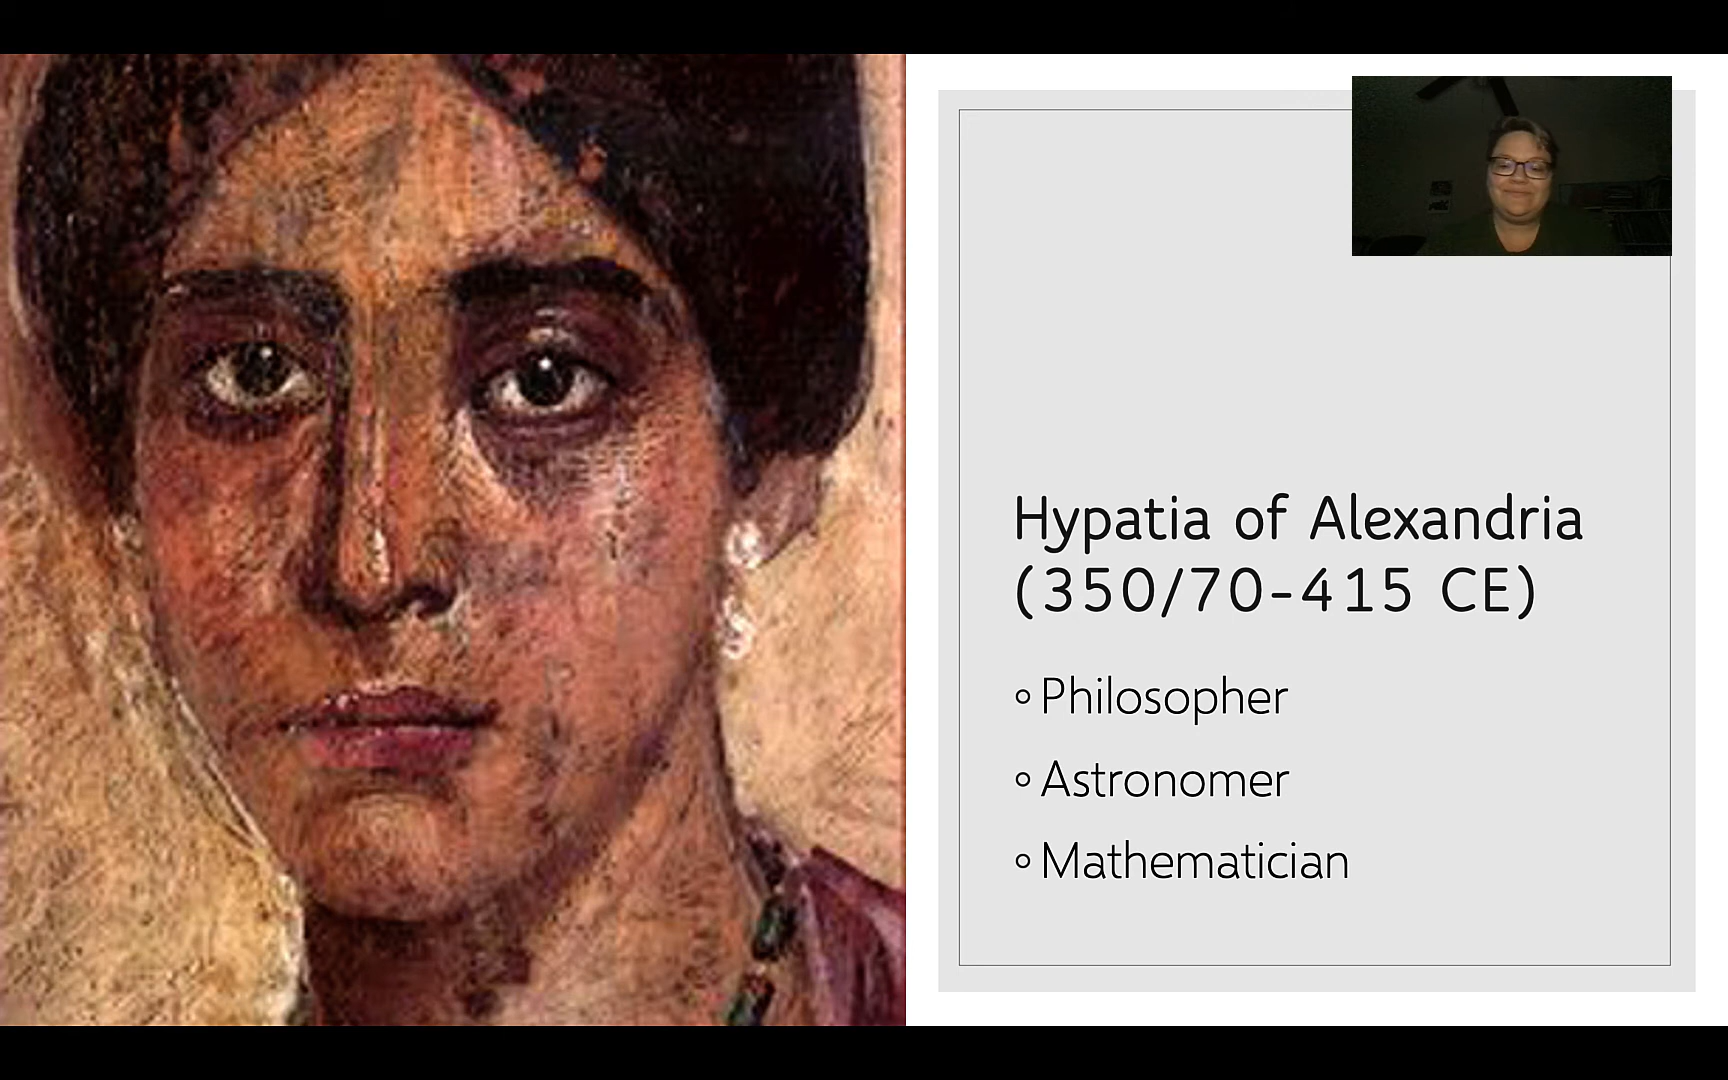 Hypatia of Alexandria
(350/70-415 CE)
Philosopher
Astronomer
Mathematician